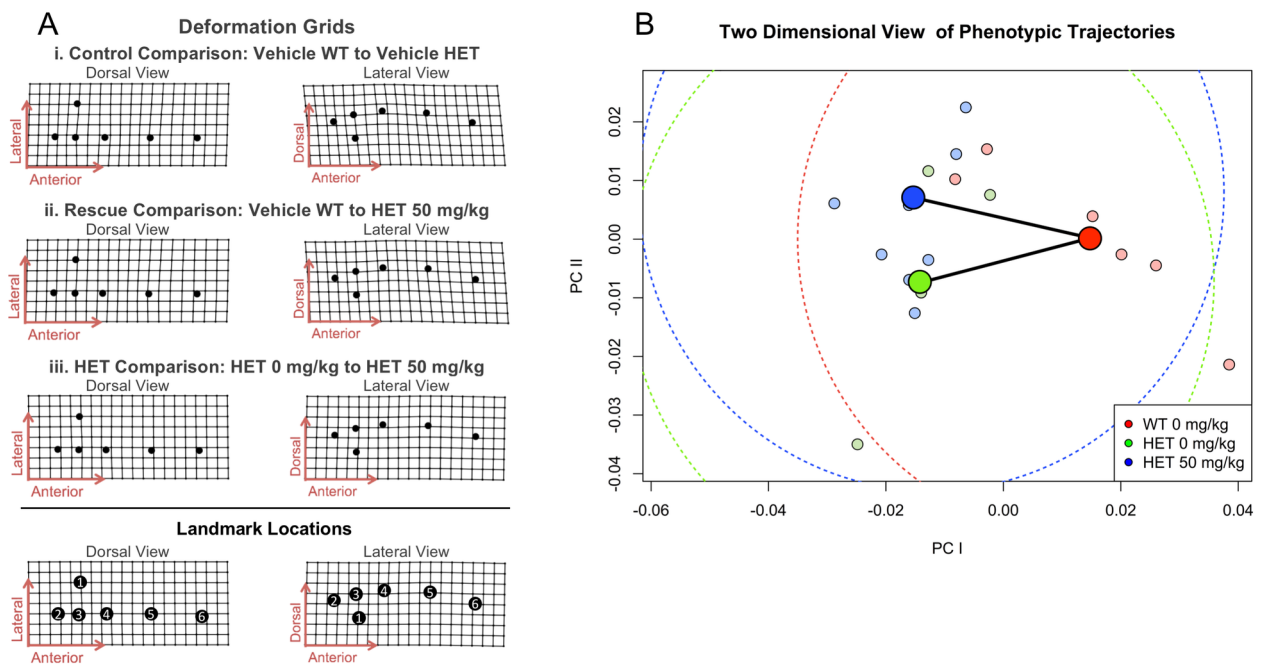 A
Deformation Grids
i. Control Comparison: Vehicle WT to Vehicle HET
Dorsal View
Lateral View
Lateral
Anterior
Dorsal
Anterior
ii. Rescue Comparison: Vehicle WT to HET 50 mg/kg
Dorsal View
Lateral View
Lateral
Anterior
Dorsal
Anterior
iii. HET Comparison: HET 0 mg/kg to HET 50 mg/kg
Dorsal View
Lateral View
Lateral
Anterior
Dorsal
Anterior
Landmark Locations
Dorsal View
Lateral View
Lateral
1
2 3 4 5 6
Anterior
Dorsal
2 3 4 5 6
1
Anterior
B
Two Dimensional View of Phenotypic Trajectories
PC II
0.02
0.01
0.00
-0.01
-0.02
-0.03
-0.04
WT 0 mg/kg
HET 0 mg/kg
HET 50 mg/kg
-0.06 -0.04 -0.02 0.00 0.02 0.04
PC I